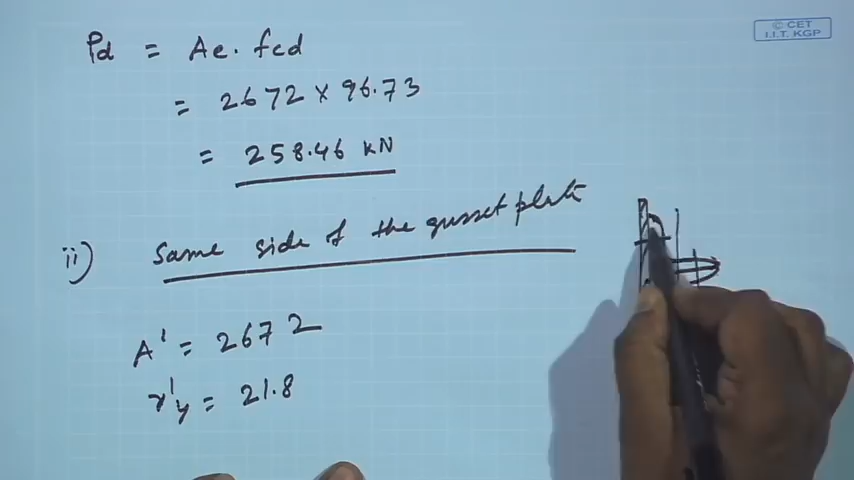 © CET
I.I.T. KGP
Pd = Ae. fcd
= 2672 × 96.73
= 258.46 KN
ii) Same side of the gusset plate
A' = 2672
r'y = 21.8